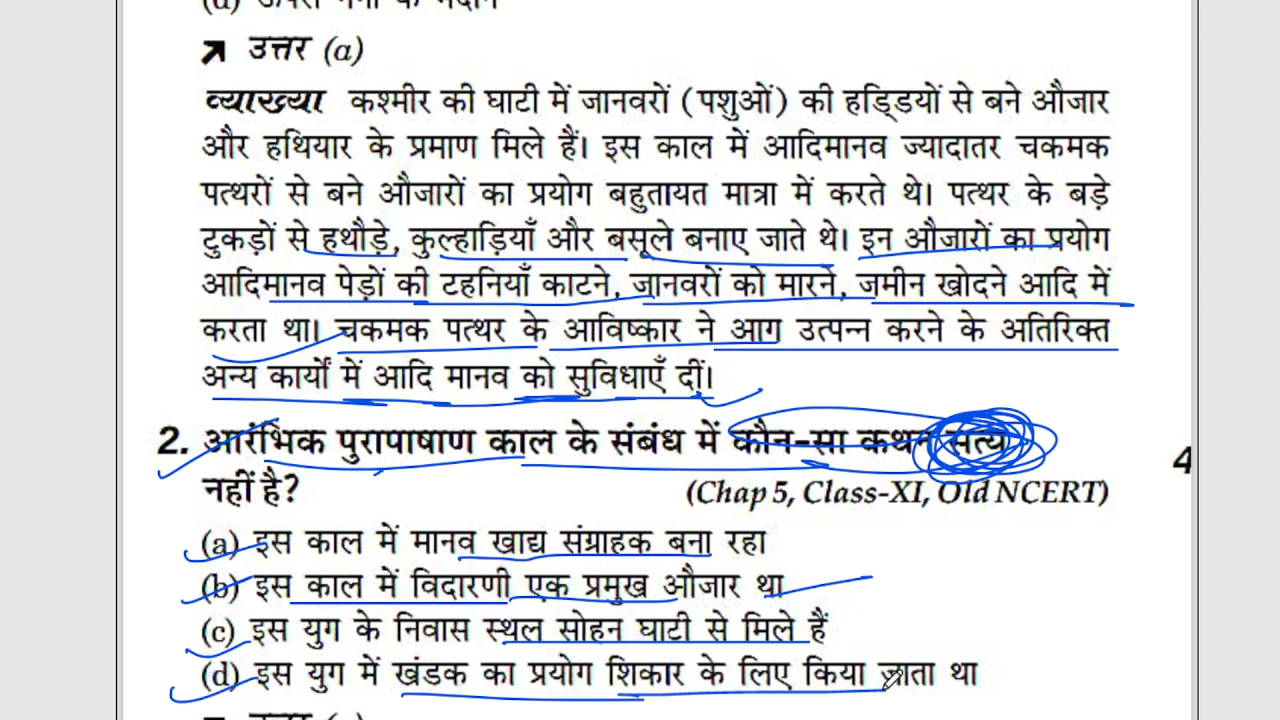 ↗ उत्तर (a)
व्याख्या कश्मीर की घाटी में जानवरों (पशुओं) की हड्डियों से बने औजार
और हथियार के प्रमाण मिले हैं। इस काल में आदिमानव ज्यादातर चकमक
पत्थरों से बने औजारों का प्रयोग बहुतायत मात्रा में करते थे। पत्थर के बड़े
टुकड़ों से हथौड़े, कुल्हाड़ियाँ और बसूले बनाए जाते थे। इन औजारों का प्रयोग
आदिमानव पेड़ों की टहनियाँ काटने, जानवरों को मारने, जमीन खोदने आदि में
करता था। चकमक पत्थर के आविष्कार ने आग उत्पन्न करने के अतिरिक्त
अन्य कार्यों में आदि मानव को सुविधाएँ दीं।
2. आरंभिक पुरापाषाण काल के संबंध में कौन-सा कथन सत्य
नहीं है? (Chap 5, Class-XI, Old NCERT)
4
(a) इस काल में मानव खाद्य संग्राहक बना रहा
(b) इस काल में विदारणी एक प्रमुख औजार था
(c) इस युग के निवास स्थल सोहन घाटी से मिले हैं
(d) इस युग में खंडक का प्रयोग शिकार के लिए किया जाता था